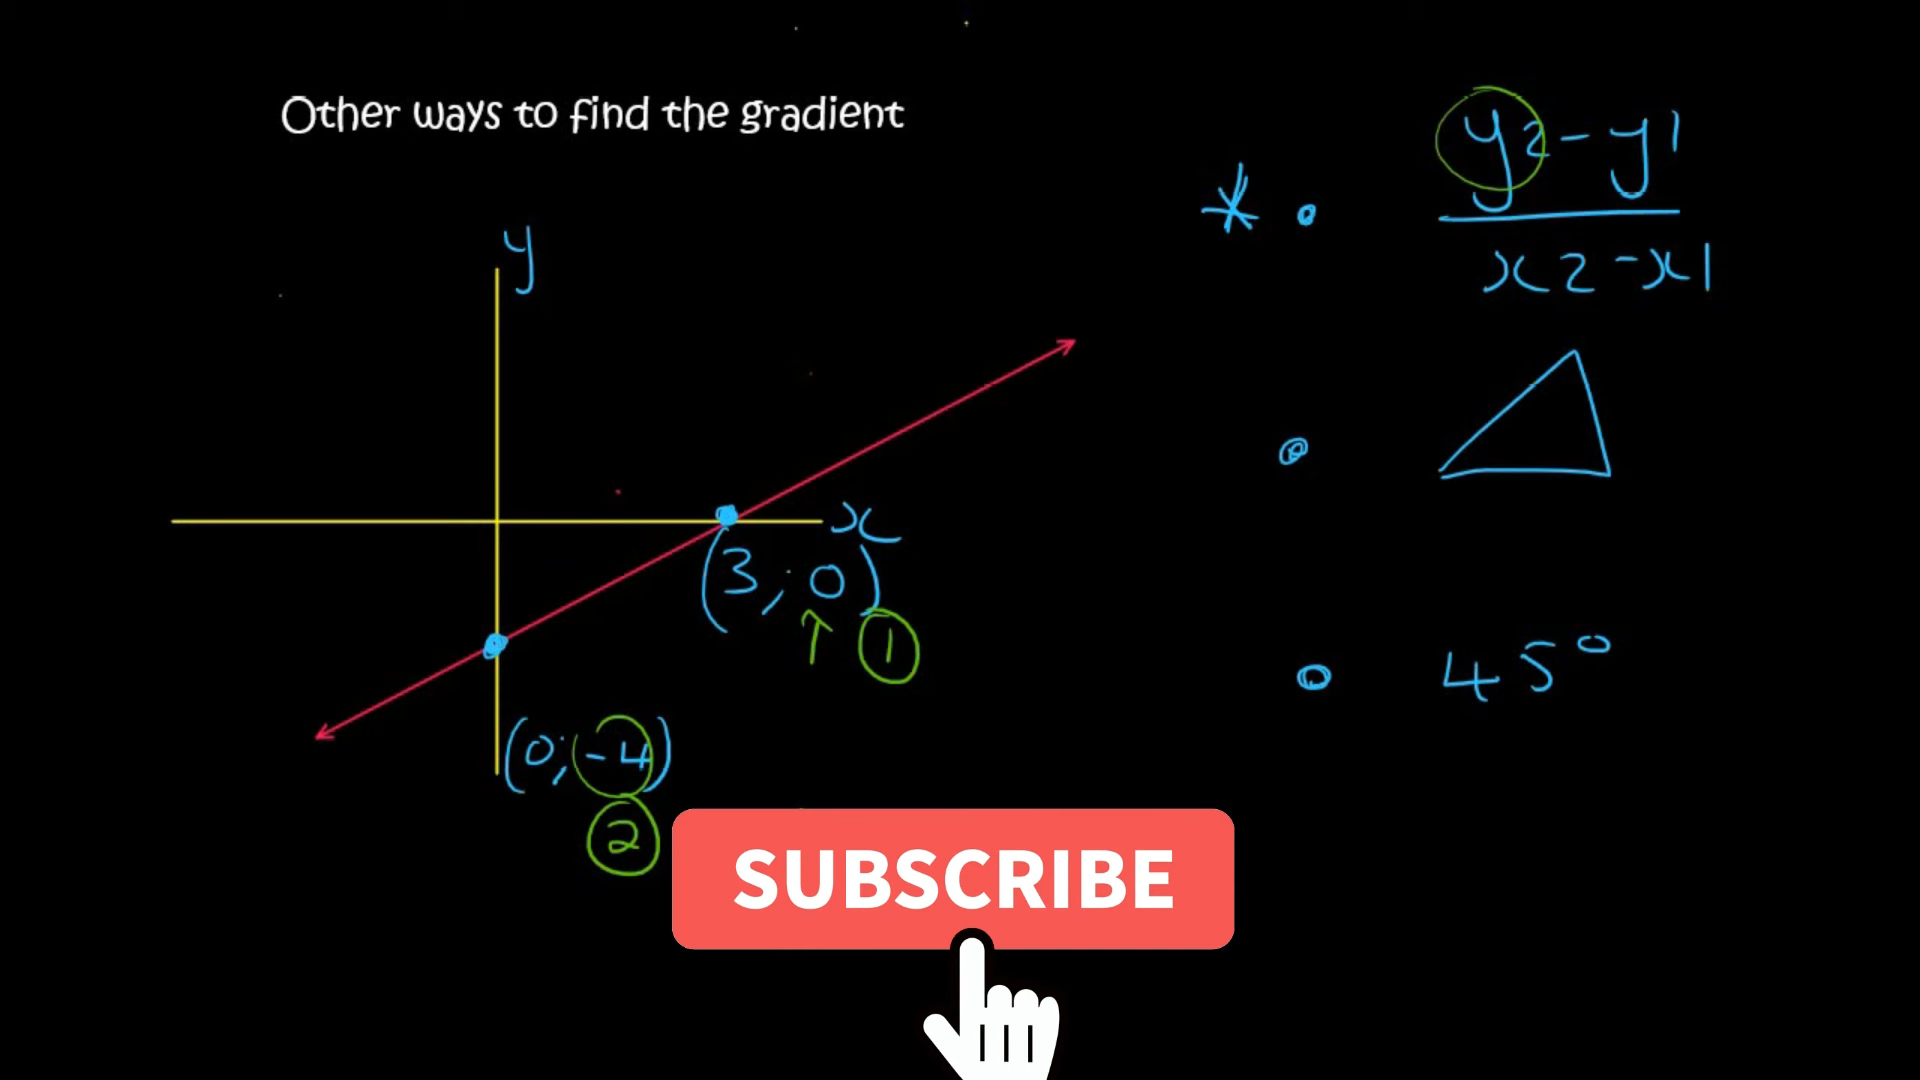 Other ways to find the gradient
y2 - y1
x2 - x1
y
x
(3 ; 0)
↑ 1
45°
(0; -4)
2
SUBSCRIBE